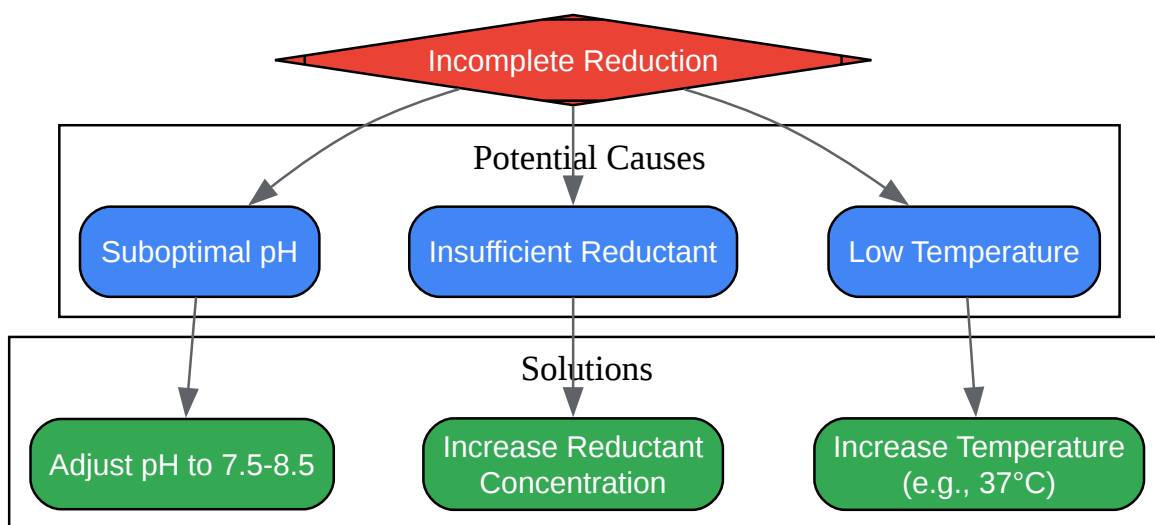 Incomplete Reduction
Potential Causes
Suboptimal pH
Insufficient Reductant
Low Temperature
Solutions
Adjust pH to 7.5-8.5
Increase Reductant
Concentration
Increase Temperature
(e.g., 37°C)